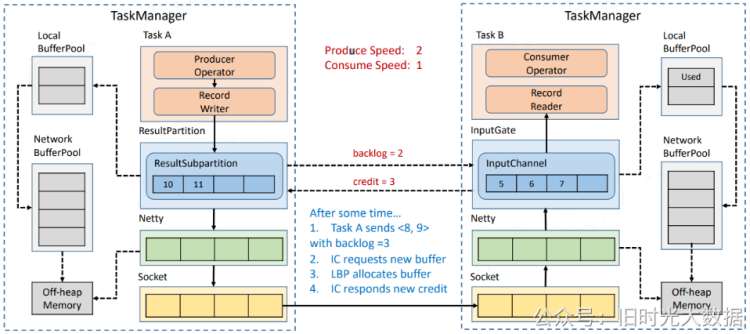 TaskManager
Local
BufferPool
Task A
Producer
Operator
Record
Writer
ResultPartition
Network
BufferPool
ResultSubpartition
10 11
Netty
Socket
Off-heap
Memory
Produce Speed: 2
Consume Speed: 1
backlog = 2
credit = 3
After some time…
1. Task A sends <8, 9>
with backlog =3
2. IC requests new buffer
3. LBP allocates buffer
4. IC responds new credit
TaskManager
Task B
Consumer
Operator
Record
Reader
InputGate
InputChannel
5 6 7
Netty
Socket
Local
BufferPool
Used
Network
BufferPool
Off-heap
Memory
公众号：旧时光大数据